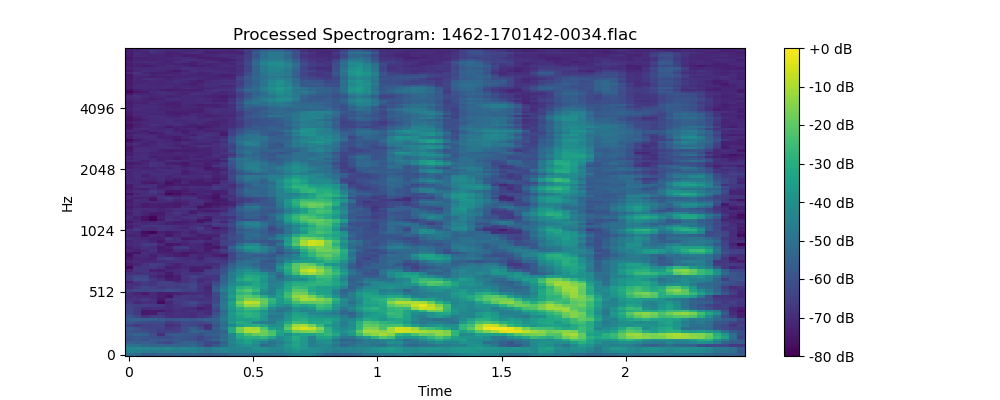 Processed Spectrogram: 1462-170142-0034.flac
Hz
4096
2048
1024
512
0
0
0.5
1
1.5
2
Time
+0 dB
-10 dB
-20 dB
-30 dB
-40 dB
-50 dB
-60 dB
-70 dB
-80 dB